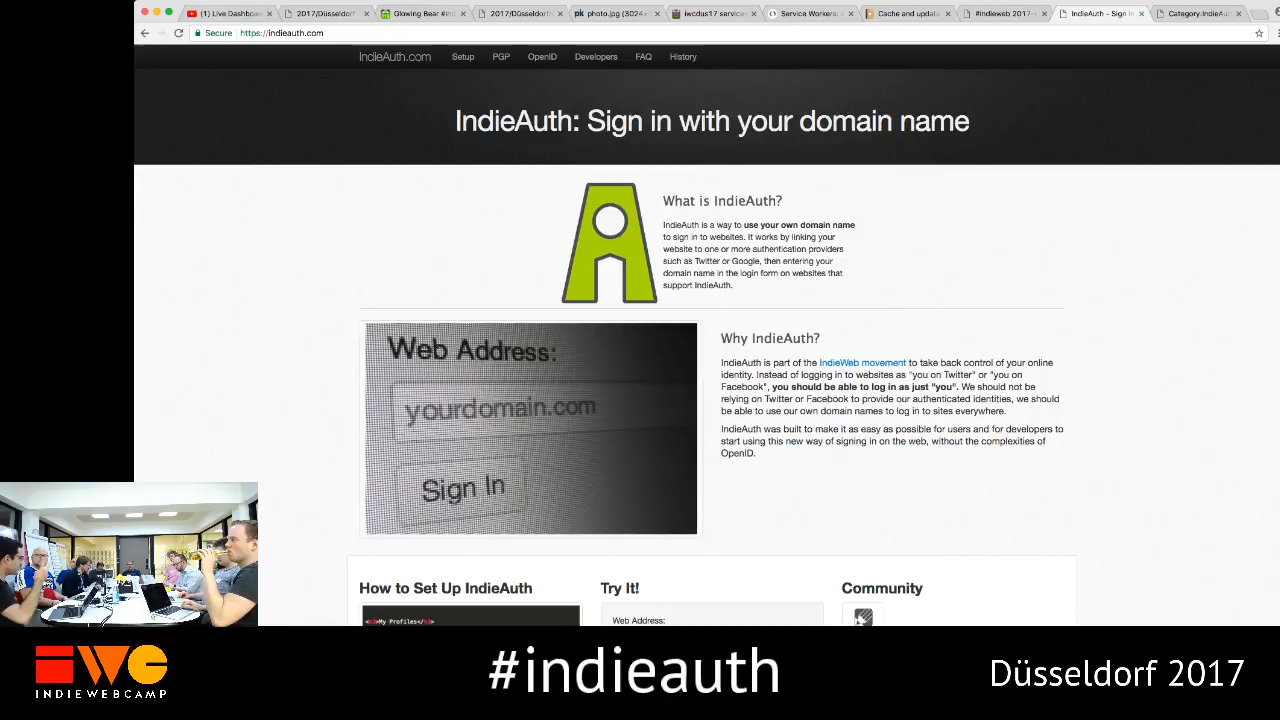 (1) Live Dashboard
2017/Düsseldorf
Glowing Bear #in
2017/Düsseldorf
photo.jpg (3024×
iwcdus17 service
Service Workers:
Cache and updat
#indieweb 2017-
IndieAuth - Sign in
Category:IndieAu
Secure
https://indieauth.com
IndieAuth.com
Setup
PGP
OpenID
Developers
FAQ
History
IndieAuth: Sign in with your domain name
What is IndieAuth?
IndieAuth is a way to use your own domain name
to sign in to websites. It works by linking your
website to one or more authentication providers
such as Twitter or Google, then entering your
domain name in the login form on websites that
support IndieAuth.
Web Address:
yourdomain.com
Sign In
Why IndieAuth?
IndieAuth is part of the IndieWeb movement to take back control of your online
identity. Instead of logging in to websites as "you on Twitter" or "you on
Facebook", you should be able to log in as just "you". We should not be
relying on Twitter or Facebook to provide our authenticated identities, we should
be able to use our own domain names to log in to sites everywhere.
IndieAuth was built to make it as easy as possible for users and for developers to
start using this new way of signing in on the web, without the complexities of
OpenID.
How to Set Up IndieAuth
<h3>My Profiles</h3>
Try It!
Web Address:
Community
IWC
INDIEWEBCAMP
#indieauth
Düsseldorf 2017